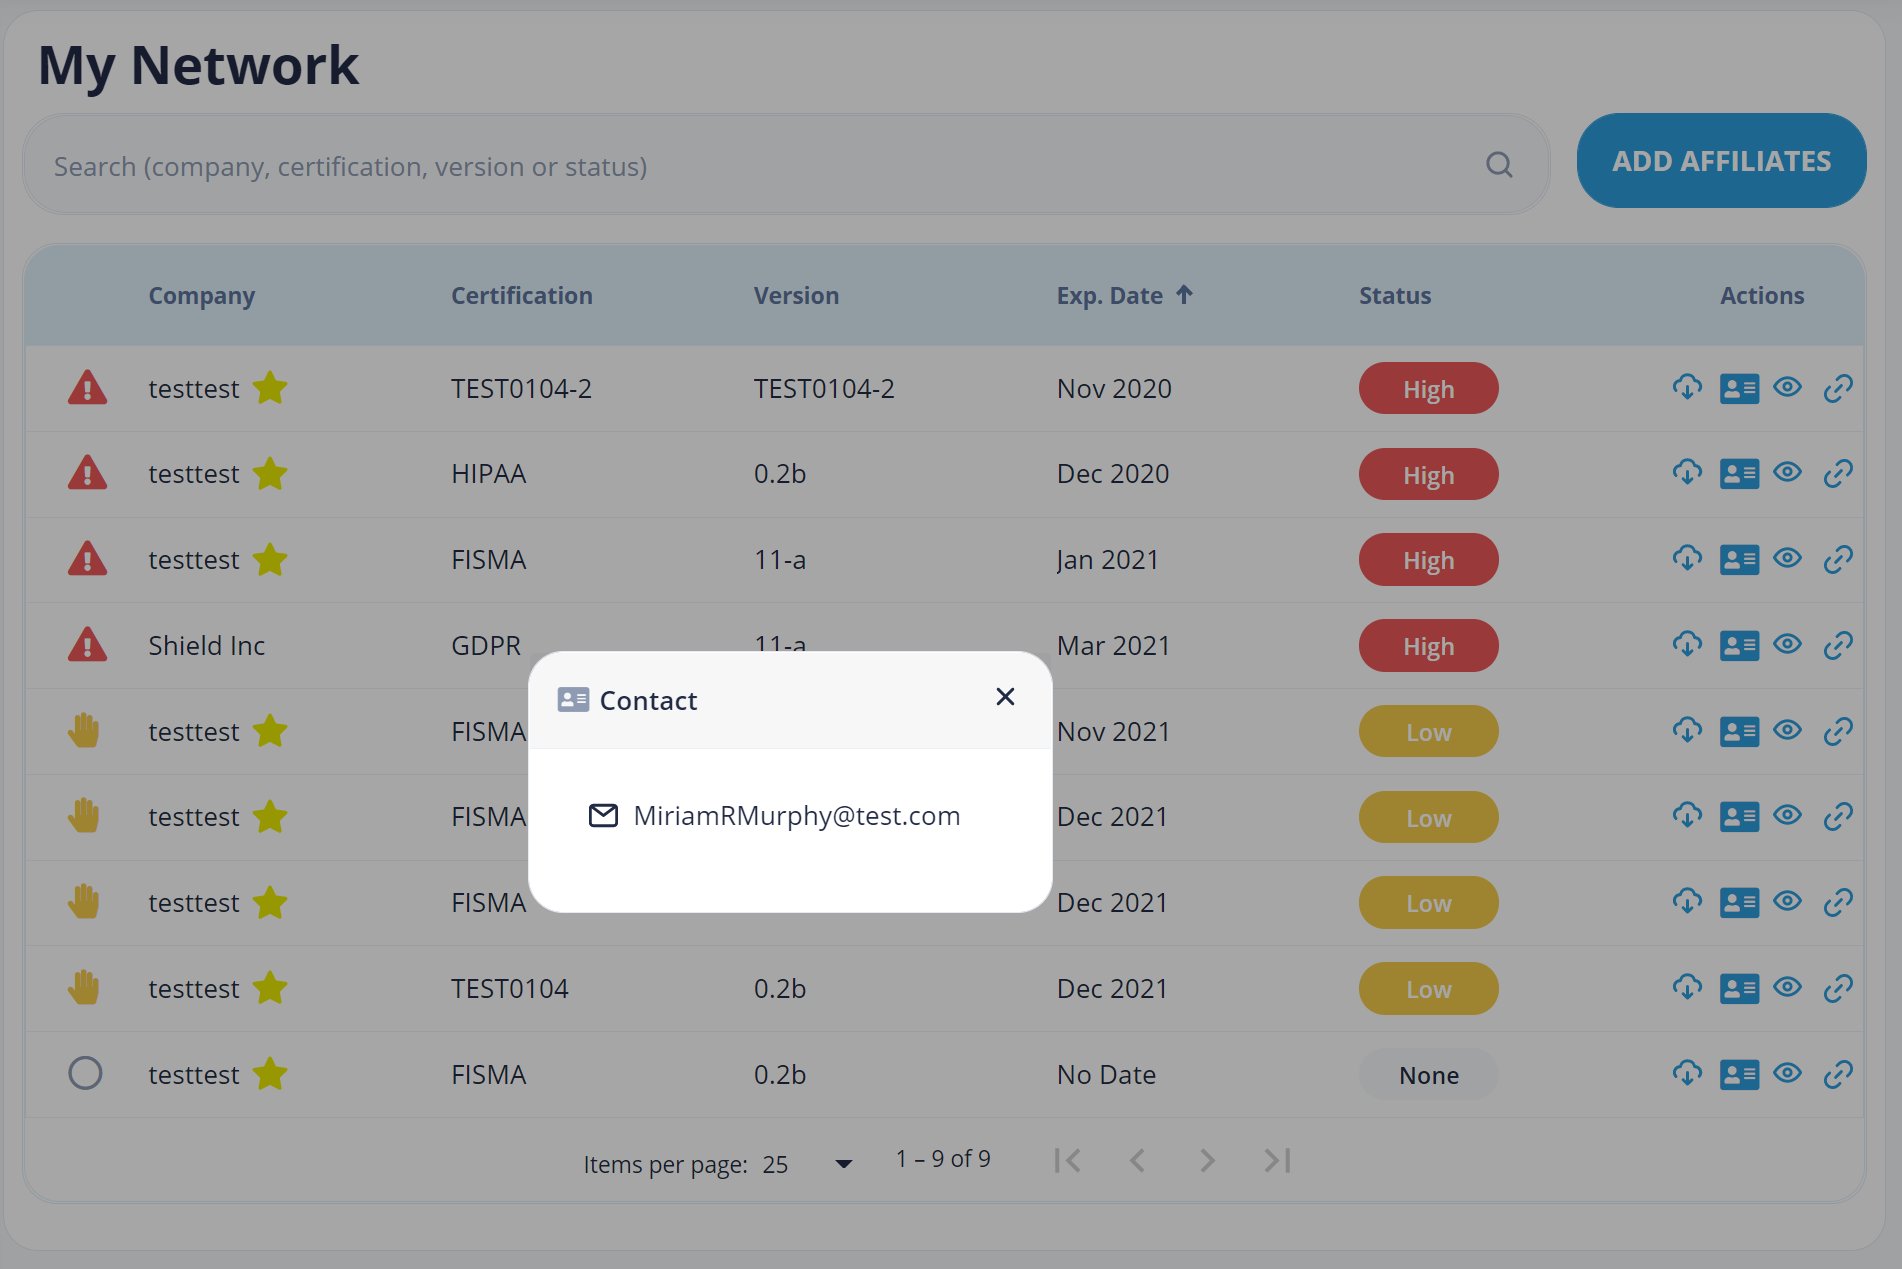 My Network
Search (company, certification, version or status)
ADD AFFILIATES
Company Certification Version Exp. Date Status Actions
testtest TEST0104-2 TEST0104-2 Nov 2020 High
testtest HIPAA 0.2b Dec 2020 High
testtest FISMA 11-a Jan 2021 High
Shield Inc GDPR 11-a Mar 2021 High
testtest FISMA Nov 2021 Low
testtest FISMA Dec 2021 Low
testtest FISMA Dec 2021 Low
testtest TEST0104 0.2b Dec 2021 Low
testtest FISMA 0.2b No Date None
Contact
MiriamRMurphy@test.com
Items per page: 25 1 – 9 of 9